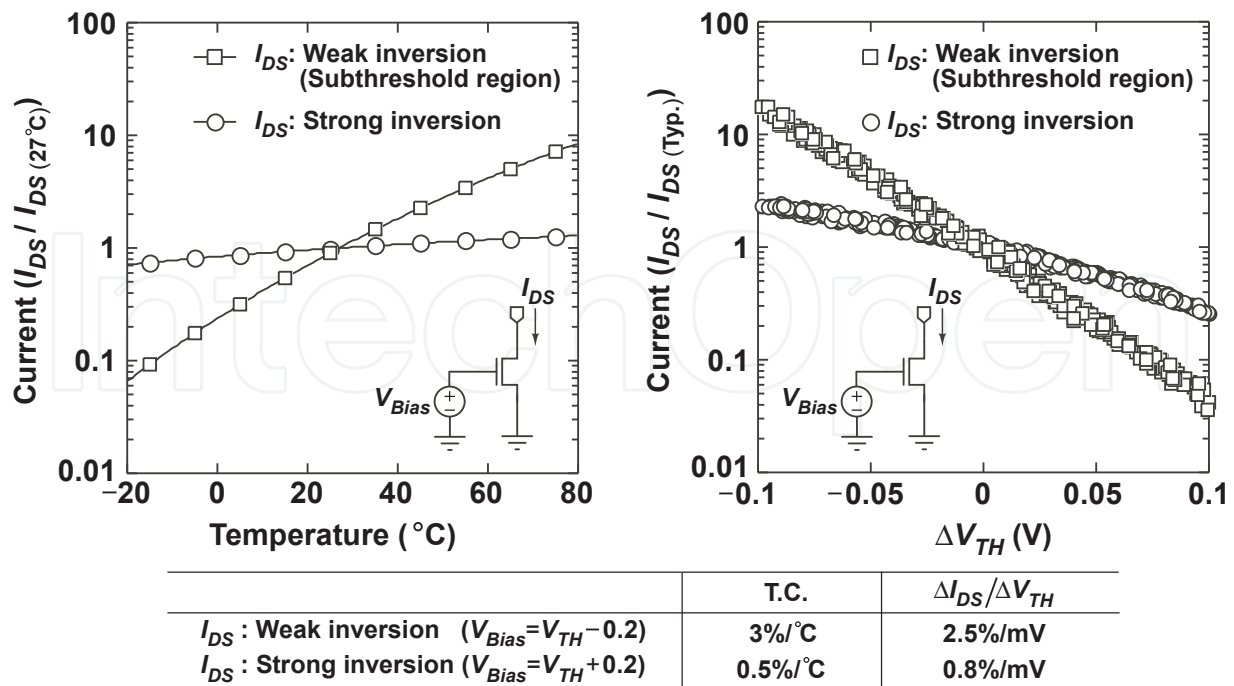 100
10
1
0.1
0.01
Current (I_DS / I_DS (27°C))
I_DS: Weak inversion
(Subthreshold region)
I_DS: Strong inversion
I_DS
V_Bias
+
−
−20 0 20 40 60 80
Temperature (°C)
100
10
1
0.1
0.01
Current (I_DS / I_DS (Typ.))
I_DS: Weak inversion
(Subthreshold region)
I_DS: Strong inversion
I_DS
V_Bias
+
−
−0.1 −0.05 0 0.05 0.1
ΔV_TH (V)
IntechOpen
T.C. ΔI_DS/ΔV_TH
I_DS : Weak inversion (V_Bias=V_TH−0.2) 3%/°C 2.5%/mV
I_DS : Strong inversion (V_Bias=V_TH+0.2) 0.5%/°C 0.8%/mV